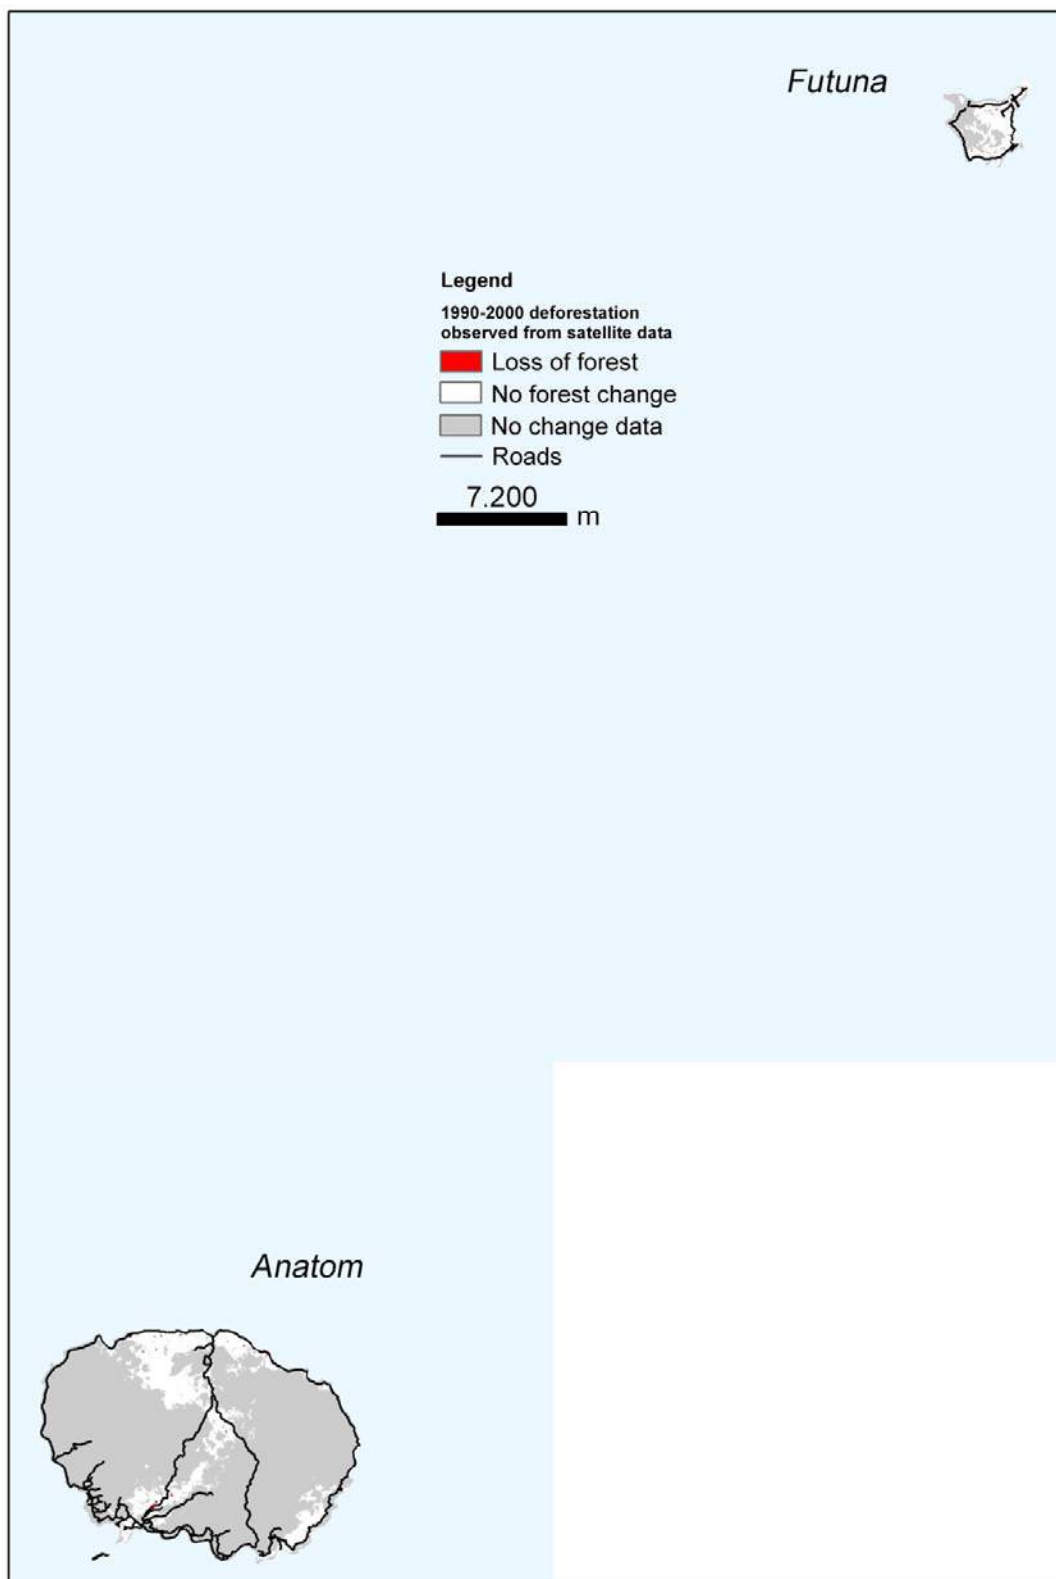 Futuna
Legend
1990-2000 deforestation
observed from satellite data
Loss of forest
No forest change
No change data
Roads
7.200
m
Anatom